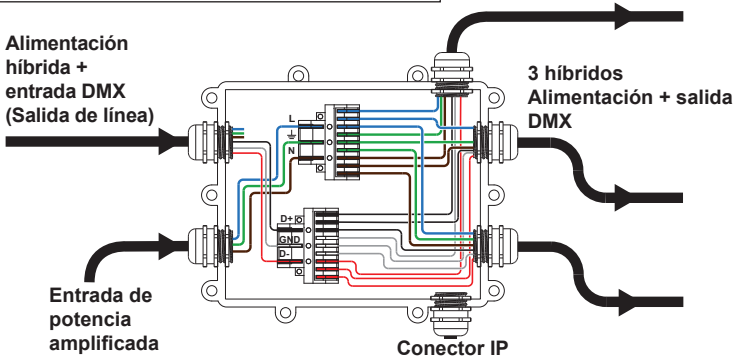 Alimentación
híbrida +
entrada DMX
(Salida de línea)
3 híbridos
Alimentación + salida
DMX
L
N
D+
GND
D-
Entrada de
potencia
amplificada
Conector IP